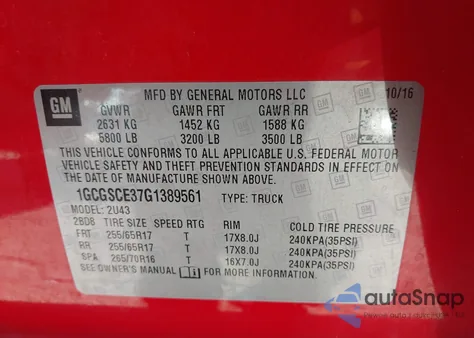 GM
MFD BY GENERAL MOTORS LLC 10/16
GVWR GAWR FRT GAWR RR
2631 KG 1452 KG 1588 KG
5800 LB 3200 LB 3500 LB
THIS VEHICLE CONFORMS TO ALL APPLICABLE U.S. FEDERAL MOTOR
VEHICLE SAFETY AND THEFT PREVENTION STANDARDS IN EFFECT ON
THE DATE OF MANUFACTURE SHOWN ABOVE.
1GCGSCE37G1389561 TYPE: TRUCK
MODEL: 2U43
2BD8 TIRE SIZE SPEED RTG RIM COLD TIRE PRESSURE
FRT 255/65R17 T 17X8.0J 240KPA(35PSI)
RR 255/65R17 T 17X8.0J 240KPA(35PSI)
SPA 265/70R16 T 16X7.0J 240KPA(35PSI)
SEE OWNER'S MANUAL FOR MORE INFORMATION
autoSnap